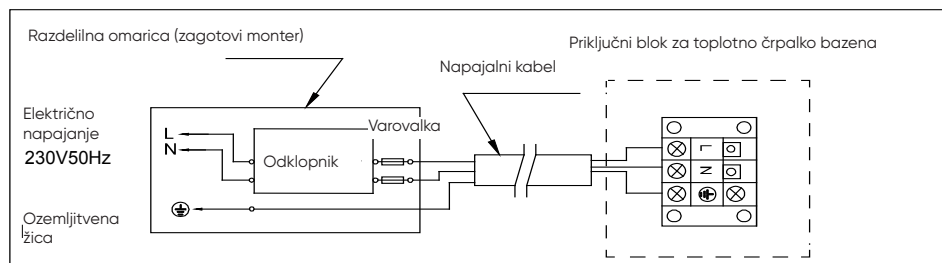 Razdelilna omarica (zagotovi monter)
Priključni blok za toplotno črpalko bazena
Napajalni kabel
Električno
napajanje
230V50Hz
L
N
Odklopnik
Varovalka
Ozemljitvena
žica
L
N